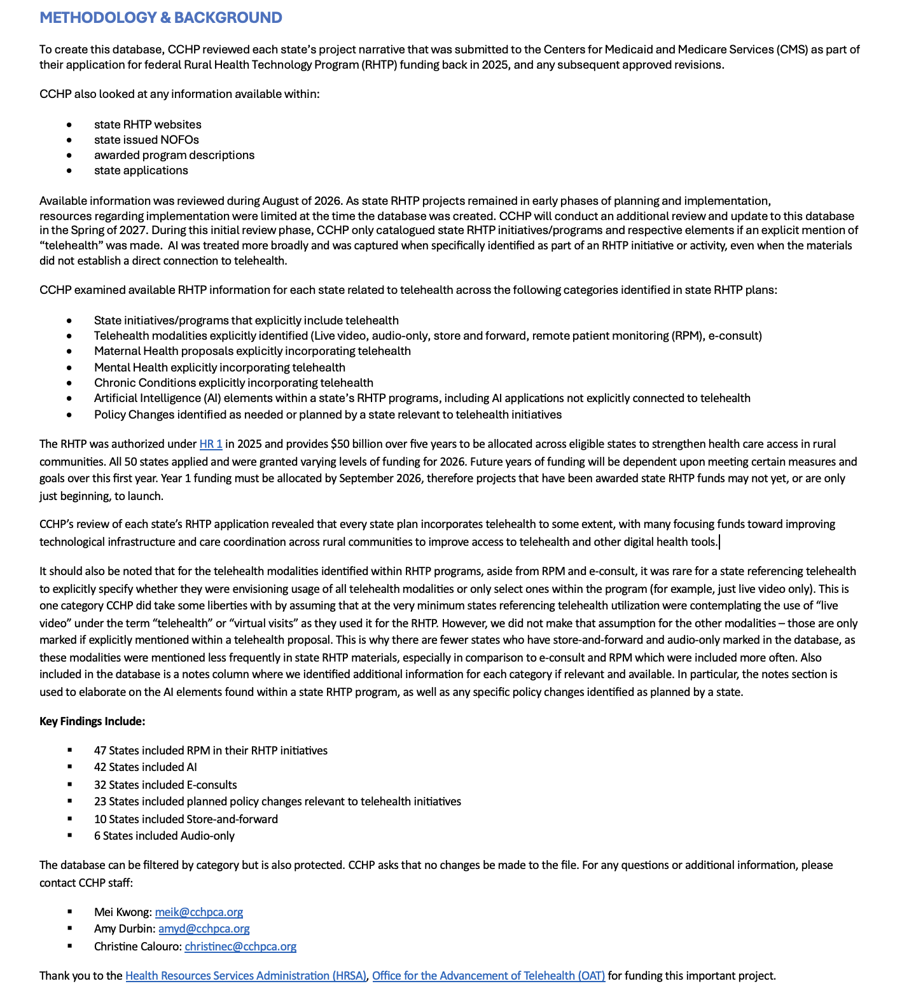 METHODOLOGY & BACKGROUND
To create this database, CCHP reviewed each state’s project narrative that was submitted to the Centers for Medicaid and Medicare Services (CMS) as part of
their application for federal Rural Health Technology Program (RHTP) funding back in 2025, and any subsequent approved revisions.
CCHP also looked at any information available within:
• state RHTP websites
• state issued NOFOs
• awarded program descriptions
• state applications
Available information was reviewed during August of 2026. As state RHTP projects remained in early phases of planning and implementation,
resources regarding implementation were limited at the time the database was created. CCHP will conduct an additional review and update to this database
in the Spring of 2027. During this initial review phase, CCHP only catalogued state RHTP initiatives/programs and respective elements if an explicit mention of
“telehealth” was made. AI was treated more broadly and was captured when specifically identified as part of an RHTP initiative or activity, even when the materials
did not establish a direct connection to telehealth.
CCHP examined available RHTP information for each state related to telehealth across the following categories identified in state RHTP plans:
• State initiatives/programs that explicitly include telehealth
• Telehealth modalities explicitly identified (Live video, audio-only, store and forward, remote patient monitoring (RPM), e-consult)
• Maternal Health proposals explicitly incorporating telehealth
• Mental Health explicitly incorporating telehealth
• Chronic Conditions explicitly incorporating telehealth
• Artificial Intelligence (AI) elements within a state’s RHTP programs, including AI applications not explicitly connected to telehealth
• Policy Changes identified as needed or planned by a state relevant to telehealth initiatives
The RHTP was authorized under HR 1 in 2025 and provides $50 billion over five years to be allocated across eligible states to strengthen health care access in rural
communities. All 50 states applied and were granted varying levels of funding for 2026. Future years of funding will be dependent upon meeting certain measures and
goals over this first year. Year 1 funding must be allocated by September 2026, therefore projects that have been awarded state RHTP funds may not yet, or are only
just beginning, to launch.
CCHP’s review of each state’s RHTP application revealed that every state plan incorporates telehealth to some extent, with many focusing funds toward improving
technological infrastructure and care coordination across rural communities to improve access to telehealth and other digital health tools.
It should also be noted that for the telehealth modalities identified within RHTP programs, aside from RPM and e-consult, it was rare for a state referencing telehealth
to explicitly specify whether they were envisioning usage of all telehealth modalities or only select ones within the program (for example, just live video only). This is
one category CCHP did take some liberties with by assuming that at the very minimum states referencing telehealth utilization were contemplating the use of “live
video” under the term “telehealth” or “virtual visits” as they used it for the RHTP. However, we did not make that assumption for the other modalities – those are only
marked if explicitly mentioned within a telehealth proposal. This is why there are fewer states who have store-and-forward and audio-only marked in the database, as
these modalities were mentioned less frequently in state RHTP materials, especially in comparison to e-consult and RPM which were included more often. Also
included in the database is a notes column where we identified additional information for each category if relevant and available. In particular, the notes section is
used to elaborate on the AI elements found within a state RHTP program, as well as any specific policy changes identified as planned by a state.
Key Findings Include:
▪ 47 States included RPM in their RHTP initiatives
▪ 42 States included AI
▪ 32 States included E-consults
▪ 23 States included planned policy changes relevant to telehealth initiatives
▪ 10 States included Store-and-forward
▪ 6 States included Audio-only
The database can be filtered by category but is also protected. CCHP asks that no changes be made to the file. For any questions or additional information, please
contact CCHP staff:
▪ Mei Kwong: meik@cchpca.org
▪ Amy Durbin: amyd@cchpca.org
▪ Christine Calouro: christinec@cchpca.org
Thank you to the Health Resources Services Administration (HRSA), Office for the Advancement of Telehealth (OAT) for funding this important project.